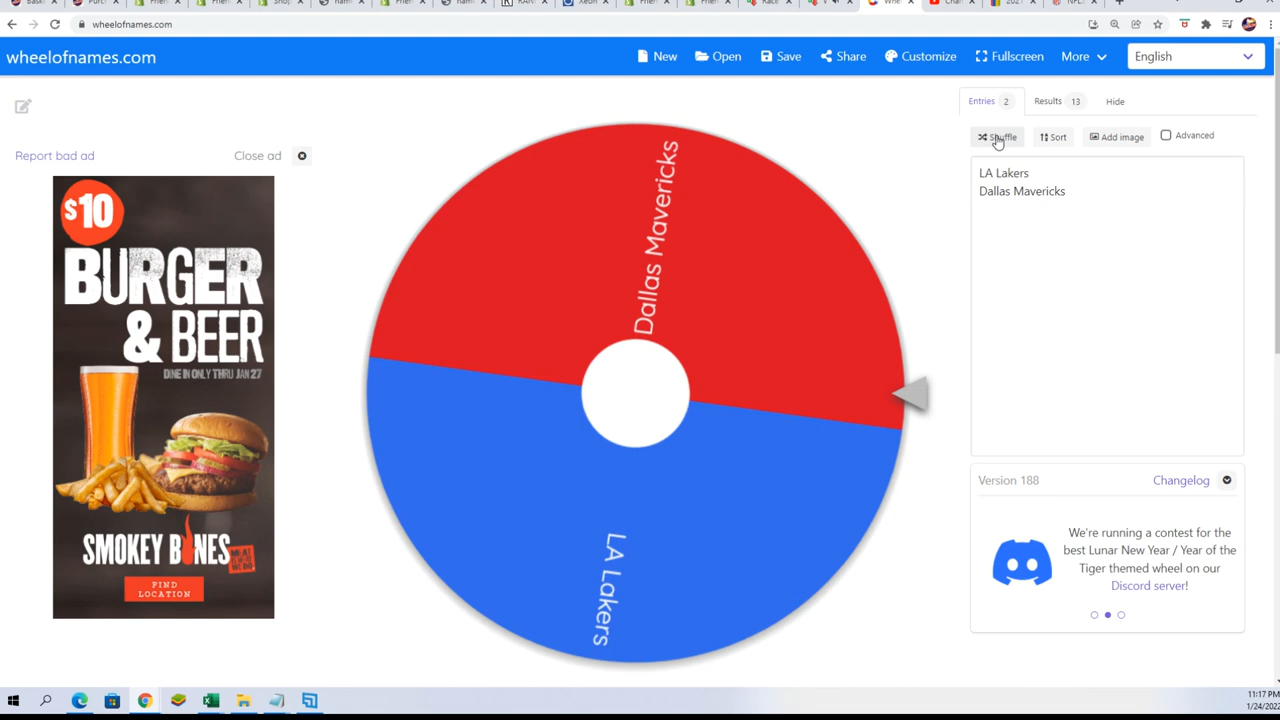 wheelofnames.com
wheelofnames.com
New
Open
Save
Share
Customize
Fullscreen
More
English
Entries 2
Results 13
Hide
Shuffle
Sort
Add image
Advanced
LA Lakers
Dallas Mavericks
Report bad ad
Close ad
$10
BURGER
& BEER
DINE IN ONLY THRU JAN 27
SMOKEY BONES
FIND
LOCATION
Dallas Mavericks
LA Lakers
Version 188
Changelog
We're running a contest for the
best Lunar New Year / Year of the
Tiger themed wheel on our
Discord server!
11:17 PM